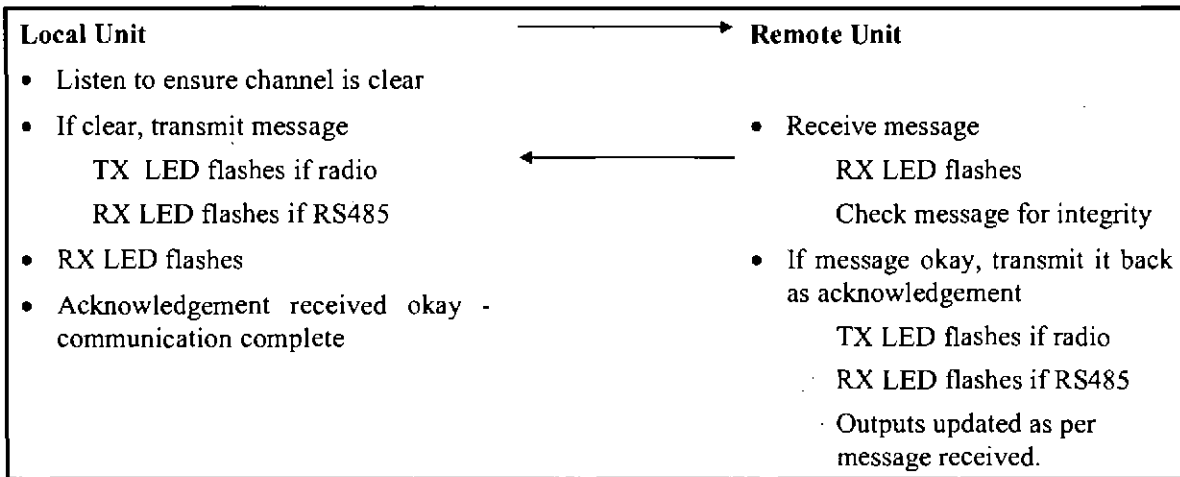 Local Unit
• Listen to ensure channel is clear
• If clear, transmit message
TX LED flashes if radio
RX LED flashes if RS485
• RX LED flashes
• Acknowledgement received okay -
communication complete
Remote Unit
• Receive message
RX LED flashes
Check message for integrity
• If message okay, transmit it back
as acknowledgement
TX LED flashes if radio
RX LED flashes if RS485
Outputs updated as per
message received.